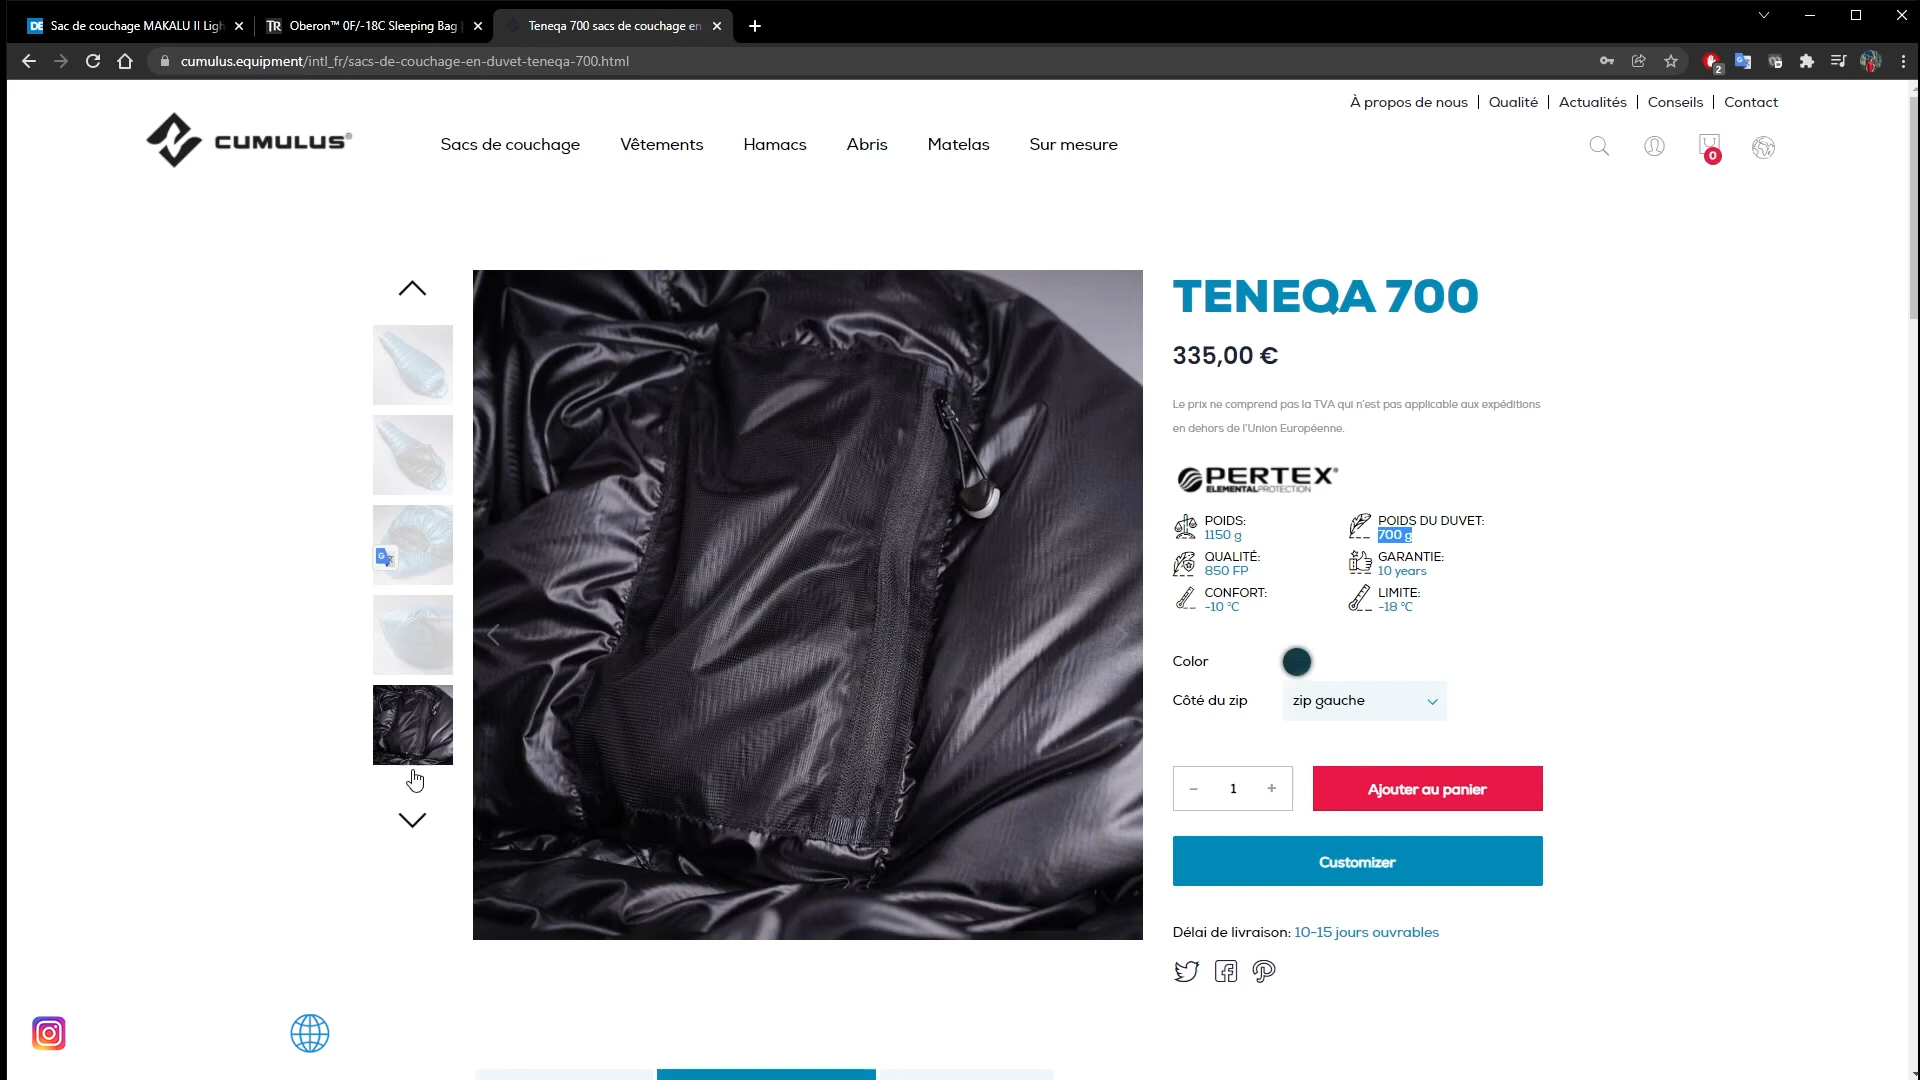 DE Sac de couchage MAKALU II Ligh
TR Oberon™ 0F/-18C Sleeping Bag |
Teneqa 700 sacs de couchage en
cumulus.equipment/intl_fr/sacs-de-couchage-en-duvet-teneqa-700.html
2
À propos de nous | Qualité | Actualités | Conseils | Contact
CUMULUS®
Sacs de couchage Vêtements Hamacs Abris Matelas Sur mesure
0
TENEQA 700
335,00 €
Le prix ne comprend pas la TVA qui n'est pas applicable aux expéditions
en dehors de l'Union Européenne.
PERTEX®
ELEMENTAL PROTECTION
POIDS:
1150 g
POIDS DU DUVET:
700 g
QUALITÉ:
850 FP
GARANTIE:
10 years
CONFORT:
-10 °C
LIMITE:
-18 °C
Color
Côté du zip zip gauche
- 1 +
Ajouter au panier
Customizer
Délai de livraison: 10-15 jours ouvrables